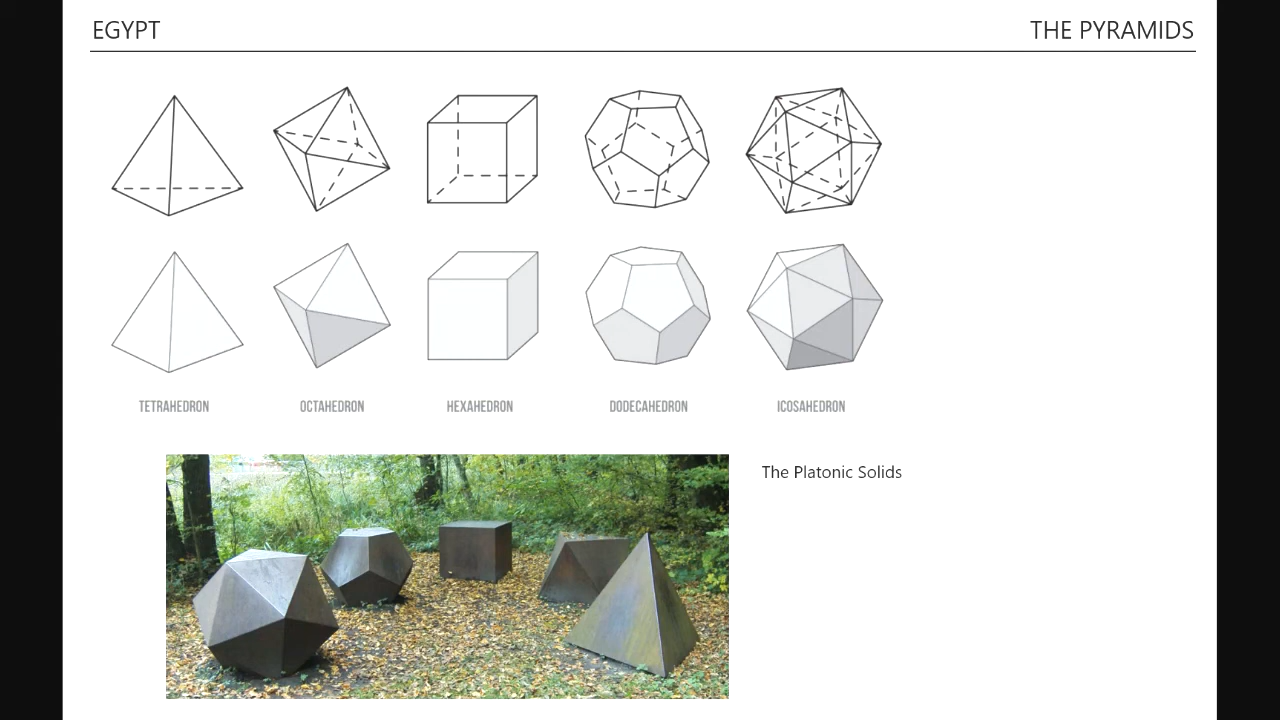 EGYPT
THE PYRAMIDS
TETRAHEDRON
OCTAHEDRON
HEXAHEDRON
DODECAHEDRON
ICOSAHEDRON
The Platonic Solids